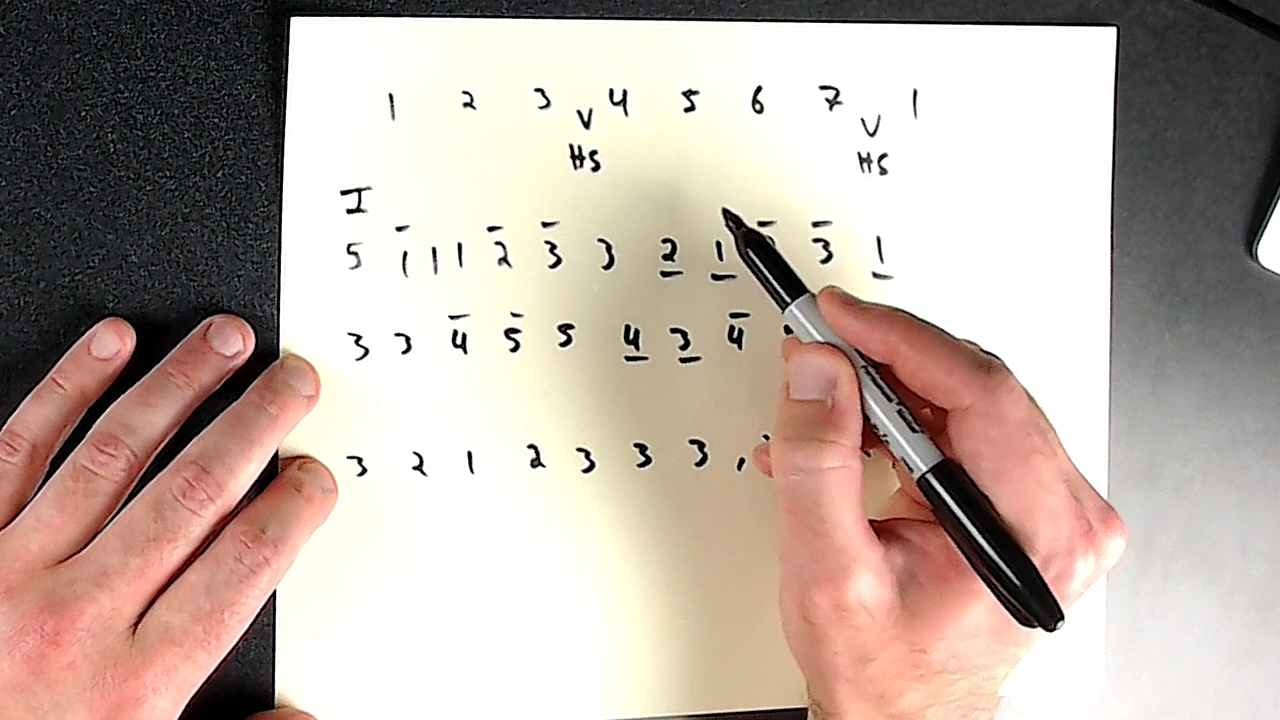 1 2 3 V 4 5 6 7 V 1
HS HS
I
5 1̅ 1 1 2̅ 3̅ 3 2̲ 1̲ 3̅ 1̲
3 3 4̅ 5̅ 5 4̲ 3̲ 4̅
3 2 1 2 3 3 3